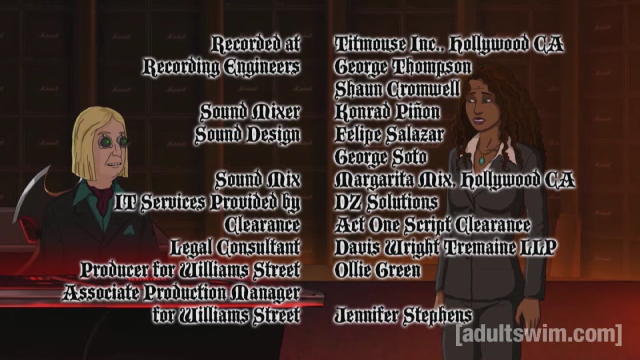 Recorded at Titmouse Inc., Hollywood CA
Recording Engineers George Thompson
Shaun Cromwell
Sound Mixer Konrad Piñon
Sound Design Felipe Salazar
George Soto
Sound Mix Margarita Mix, Hollywood CA
IT Services Provided by DZ Solutions
Clearance Act One Script Clearance
Legal Consultant Davis Wright Tremaine LLP
Producer for Williams Street Ollie Green
Associate Production Manager
for Williams Street Jennifer Stephens
[adultswim.com]